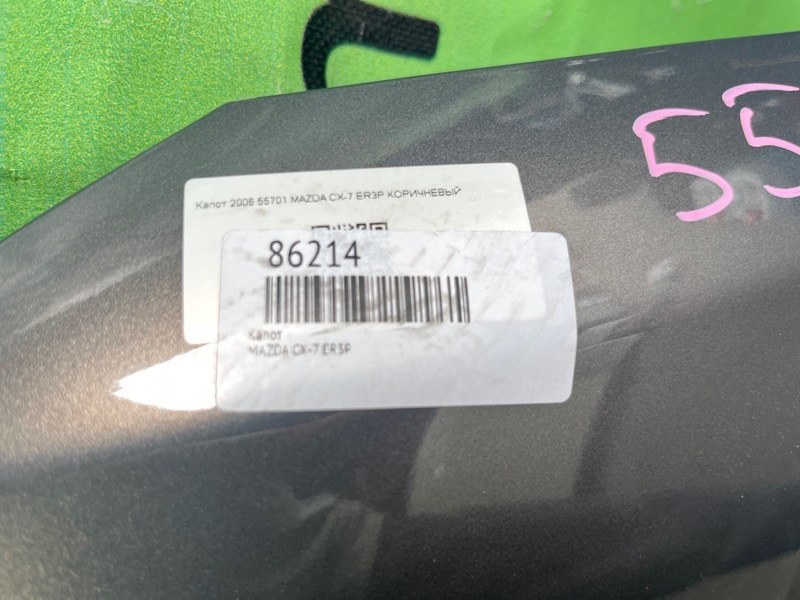 55
Капот 2006 55701 MAZDA CX-7 ER3P КОРИЧНЕВЫЙ
86214
Капот
MAZDA CX-7 ER3P